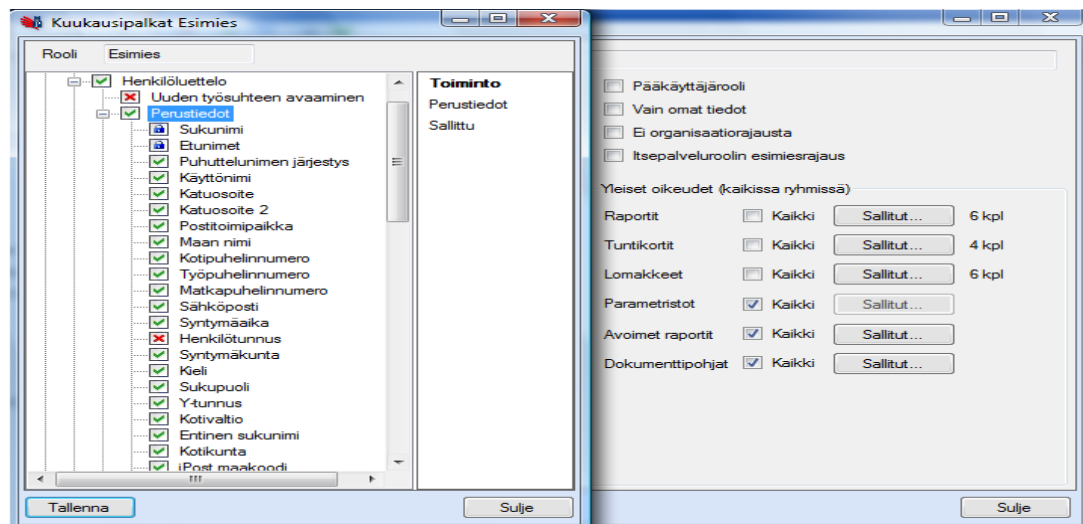 Kuukausipalkat Esimies
Rooli Esimies
Henkilöluettelo
Uuden työsuhteen avaaminen
Perustiedot
Sukunimi
Etunimet
Puhuttelunimen järjestys
Käyttönimi
Katuosoite
Katuosoite 2
Postitoimipaikka
Maan nimi
Kotipuhelinnumero
Työpuhelinnumero
Matkapuhelinnumero
Sähköposti
Syntymäaika
Henkilötunnus
Syntymäkunta
Kieli
Sukupuoli
Y-tunnus
Kotivaltio
Entinen sukunimi
Kotikunta
iPost maakoodi
Toiminto
Perustiedot
Sallittu
Tallenna
Sulje
Pääkäyttäjärooli
Vain omat tiedot
Ei organisaatiorajausta
Itsepalveluroolin esimiesrajaus
Yleiset oikeudet (kaikissa ryhmissä)
Raportit Kaikki Sallitut... 6 kpl
Tuntikortit Kaikki Sallitut... 4 kpl
Lomakkeet Kaikki Sallitut... 6 kpl
Parametristot Kaikki Sallitut...
Avoimet raportit Kaikki Sallitut...
Dokumenttipohjat Kaikki Sallitut...
Sulje